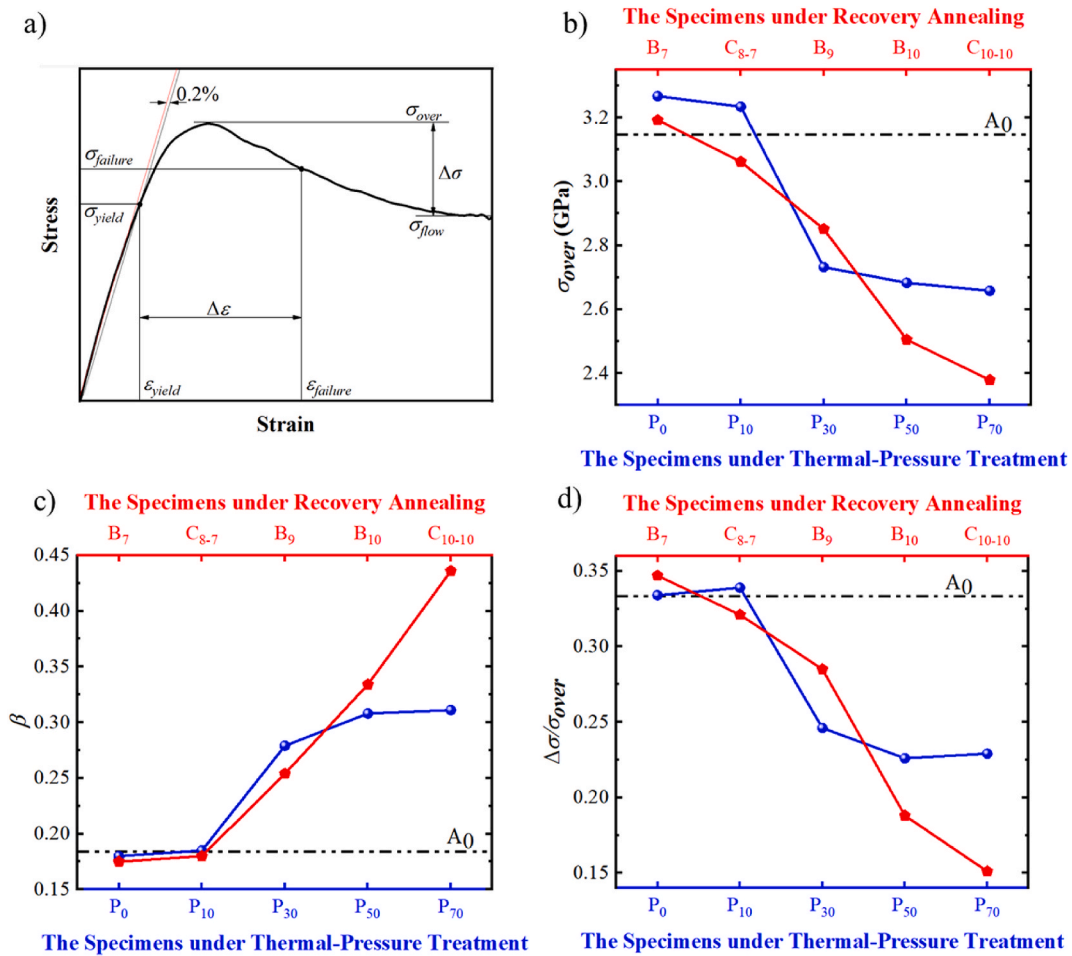 a)
0.2%
σover
σfailure
Δσ
σyield
σflow
Δε
εyield
εfailure
Stress
Strain
b)
The Specimens under Recovery Annealing
B7 C8-7 B9 B10 C10-10
A0
3.2
3.0
2.8
2.6
2.4
σover (GPa)
P0 P10 P30 P50 P70
The Specimens under Thermal-Pressure Treatment
c)
The Specimens under Recovery Annealing
B7 C8-7 B9 B10 C10-10
0.45
0.40
0.35
0.30
0.25
0.20
0.15
β
A0
P0 P10 P30 P50 P70
The Specimens under Thermal-Pressure Treatment
d)
The Specimens under Recovery Annealing
B7 C8-7 B9 B10 C10-10
0.35
0.30
0.25
0.20
0.15
Δσ/σover
A0
P0 P10 P30 P50 P70
The Specimens under Thermal-Pressure Treatment